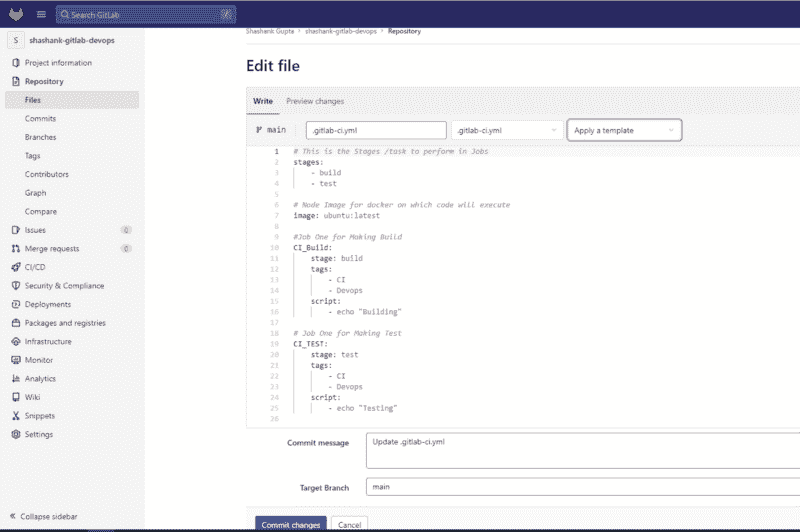 Search GitLab /
S shashank-gitlab-devops
Project information
Repository
Files
Commits
Branches
Tags
Contributors
Graph
Compare
Issues 0
Merge requests 0
CI/CD
Security & Compliance
Deployments
Packages and registries
Infrastructure
Monitor
Analytics
Wiki
Snippets
Settings
Collapse sidebar
Shashank Gupta shashank-gitlab-devops Repository
Edit file
Write Preview changes
main .gitlab-ci.yml .gitlab-ci.yml Apply a template
1 # This is the Stages /task to perform in Jobs
2 stages:
3 - build
4 - test
5
6 # Node Image for docker on which code will execute
7 image: ubuntu:latest
8
9 #Job One for Making Build
10 CI_Build:
11 stage: build
12 tags:
13 - CI
14 - Devops
15 script:
16 - echo "Building"
17
18 # Job One for Making Test
19 CI_TEST:
20 stage: test
21 tags:
22 - CI
23 - Devops
24 script:
25 - echo "Testing"
26
Commit message Update .gitlab-ci.yml
Target Branch main
Commit changes Cancel